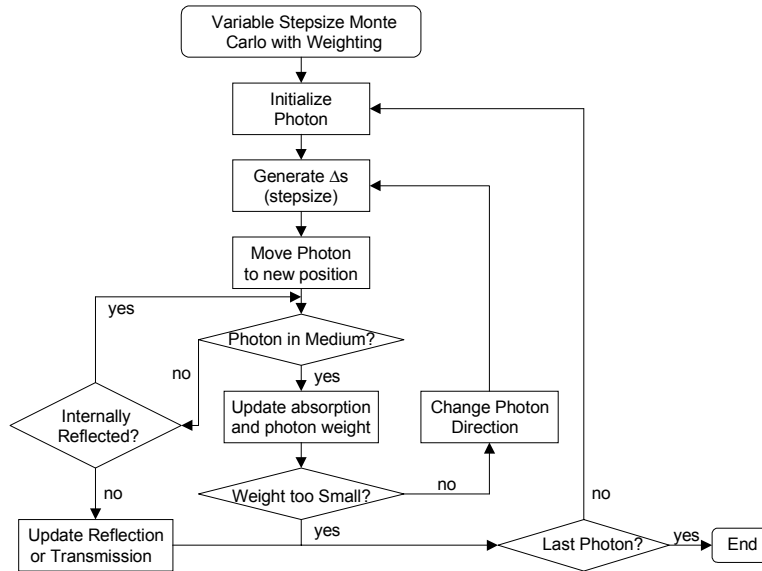 Variable Stepsize Monte
Carlo with Weighting
Initialize
Photon
Generate Δs
(stepsize)
Move Photon
to new position
yes
Photon in Medium?
no
yes
Internally
Reflected?
Update absorption
and photon weight
Change Photon
Direction
no
Weight too Small?
no
no
Update Reflection
or Transmission
yes
Last Photon?
yes
End